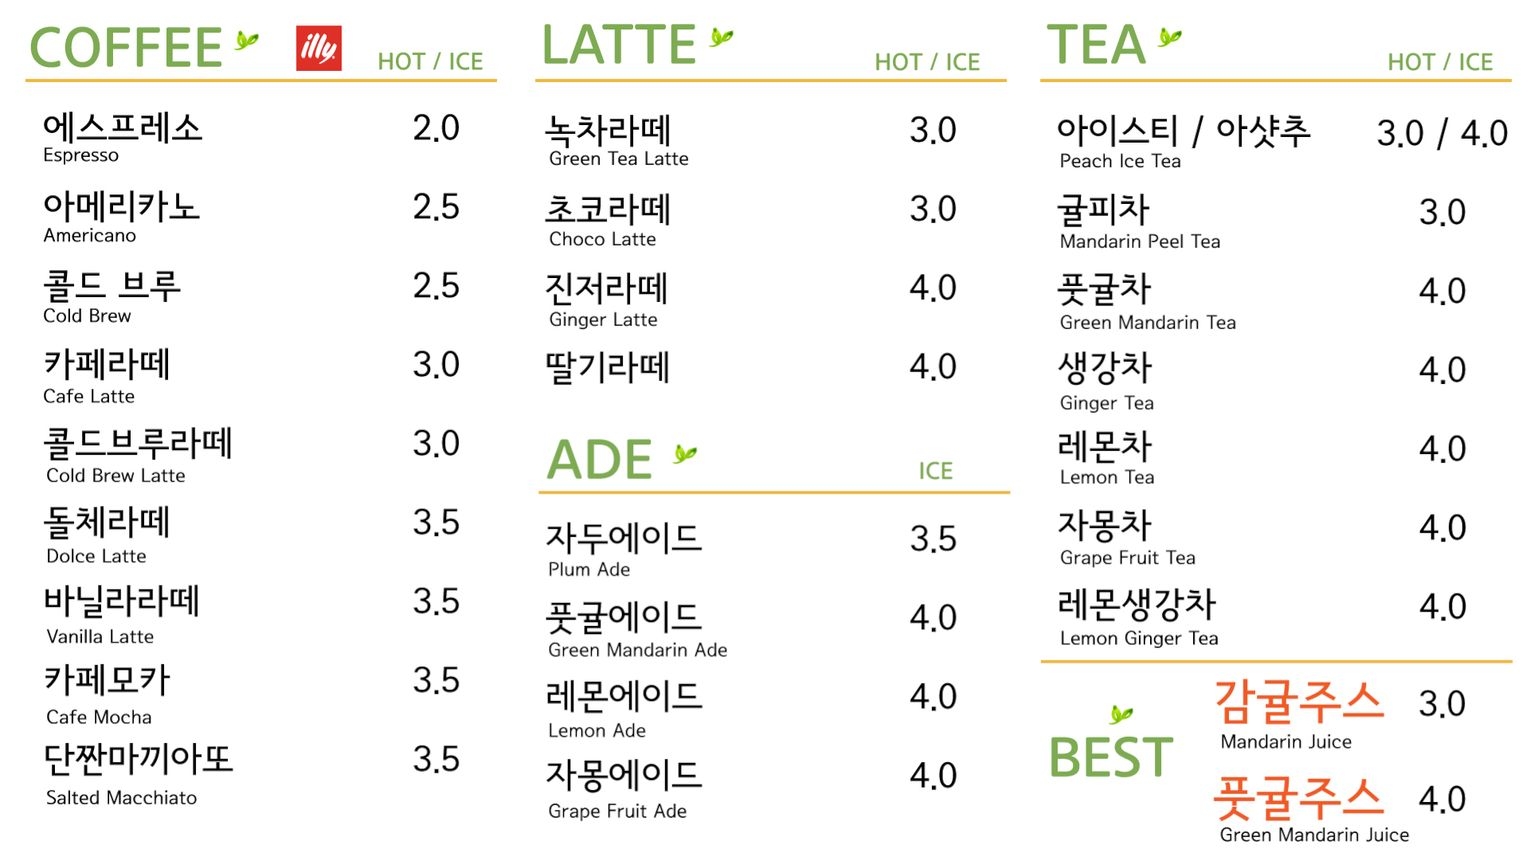 COFFEE illy HOT / ICE
에스프레소 2.0
Espresso
아메리카노 2.5
Americano
콜드 브루 2.5
Cold Brew
카페라떼 3.0
Cafe Latte
콜드브루라떼 3.0
Cold Brew Latte
돌체라떼 3.5
Dolce Latte
바닐라라떼 3.5
Vanilla Latte
카페모카 3.5
Cafe Mocha
단짠마끼아또 3.5
Salted Macchiato
LATTE HOT / ICE
녹차라떼 3.0
Green Tea Latte
초코라떼 3.0
Choco Latte
진저라떼 4.0
Ginger Latte
딸기라떼 4.0
ADE ICE
자두에이드 3.5
Plum Ade
풋귤에이드 4.0
Green Mandarin Ade
레몬에이드 4.0
Lemon Ade
자몽에이드 4.0
Grape Fruit Ade
TEA HOT / ICE
아이스티 / 아샷추 3.0 / 4.0
Peach Ice Tea
귤피차 3.0
Mandarin Peel Tea
풋귤차 4.0
Green Mandarin Tea
생강차 4.0
Ginger Tea
레몬차 4.0
Lemon Tea
자몽차 4.0
Grape Fruit Tea
레몬생강차 4.0
Lemon Ginger Tea
BEST
감귤주스 3.0
Mandarin Juice
풋귤주스 4.0
Green Mandarin Juice